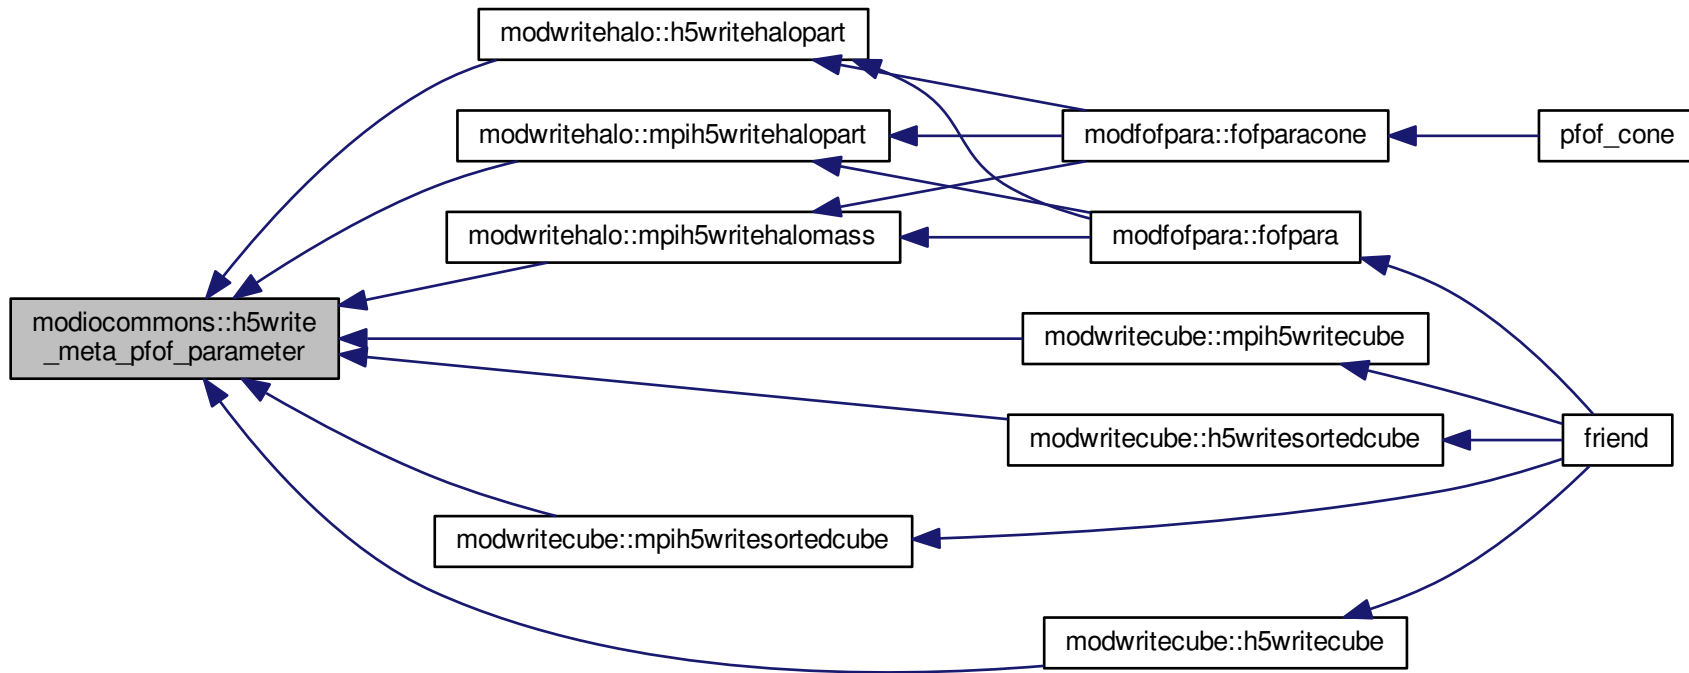 modwritehalo::h5writehalopart
modwritehalo::mpih5writehalopart
modfofpara::fofparacone
pfof_cone
modwritehalo::mpih5writehalomass
modfofpara::fofpara
modiocommons::h5write
_meta_pfof_parameter
modwritecube::mpih5writecube
modwritecube::h5writesortedcube
friend
modwritecube::mpih5writesortedcube
modwritecube::h5writecube